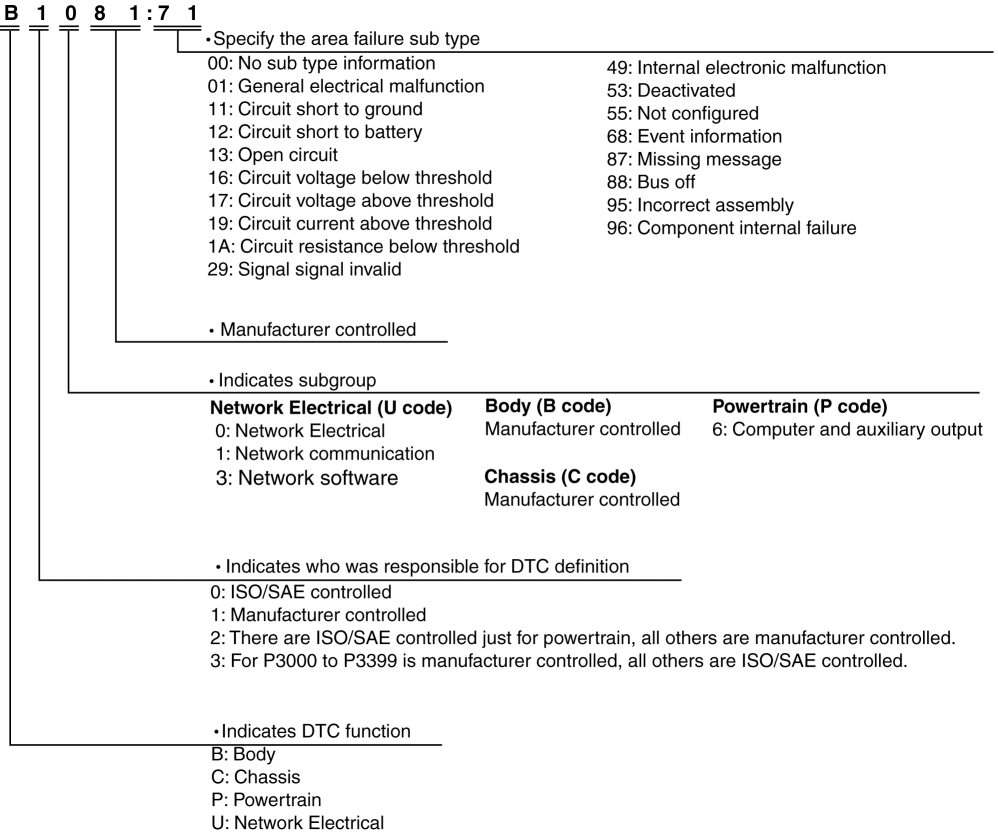 B 1 0 8 1 : 7 1
•Specify the area failure sub type
00: No sub type information
01: General electrical malfunction
11: Circuit short to ground
12: Circuit short to battery
13: Open circuit
16: Circuit voltage below threshold
17: Circuit voltage above threshold
19: Circuit current above threshold
1A: Circuit resistance below threshold
29: Signal signal invalid
49: Internal electronic malfunction
53: Deactivated
55: Not configured
68: Event information
87: Missing message
88: Bus off
95: Incorrect assembly
96: Component internal failure
• Manufacturer controlled
• Indicates subgroup
Network Electrical (U code)
0: Network Electrical
1: Network communication
3: Network software
Body (B code)
Manufacturer controlled
Chassis (C code)
Manufacturer controlled
Powertrain (P code)
6: Computer and auxiliary output
• Indicates who was responsible for DTC definition
0: ISO/SAE controlled
1: Manufacturer controlled
2: There are ISO/SAE controlled just for powertrain, all others are manufacturer controlled.
3: For P3000 to P3399 is manufacturer controlled, all others are ISO/SAE controlled.
•Indicates DTC function
B: Body
C: Chassis
P: Powertrain
U: Network Electrical